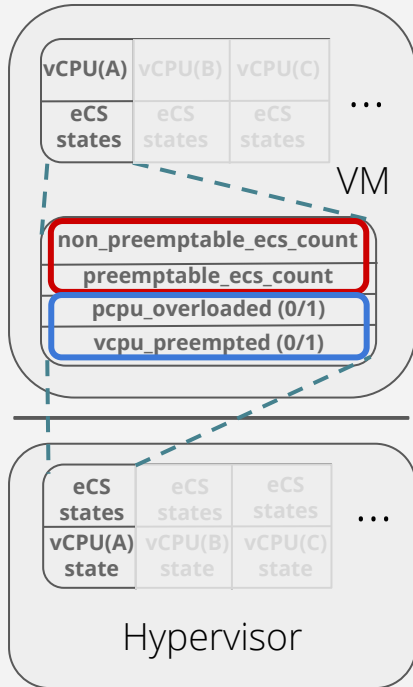 vCPU(A) vCPU(B) vCPU(C)
eCS states eCS states eCS states ...
VM
non_preemptable_ecs_count
preemptable_ecs_count
pcpu_overloaded (0/1)
vcpu_preempted (0/1)
eCS states eCS states eCS states ...
vCPU(A) state vCPU(B) state vCPU(C) state
Hypervisor